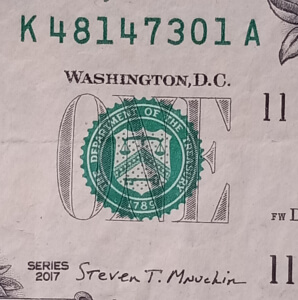 K 48147301 A
WASHINGTON, D.C.
11
ONE
THE DEPARTMENT OF THE TREASURY
1789
FW D
SERIES
2017
Steven T. Mnuchin
11